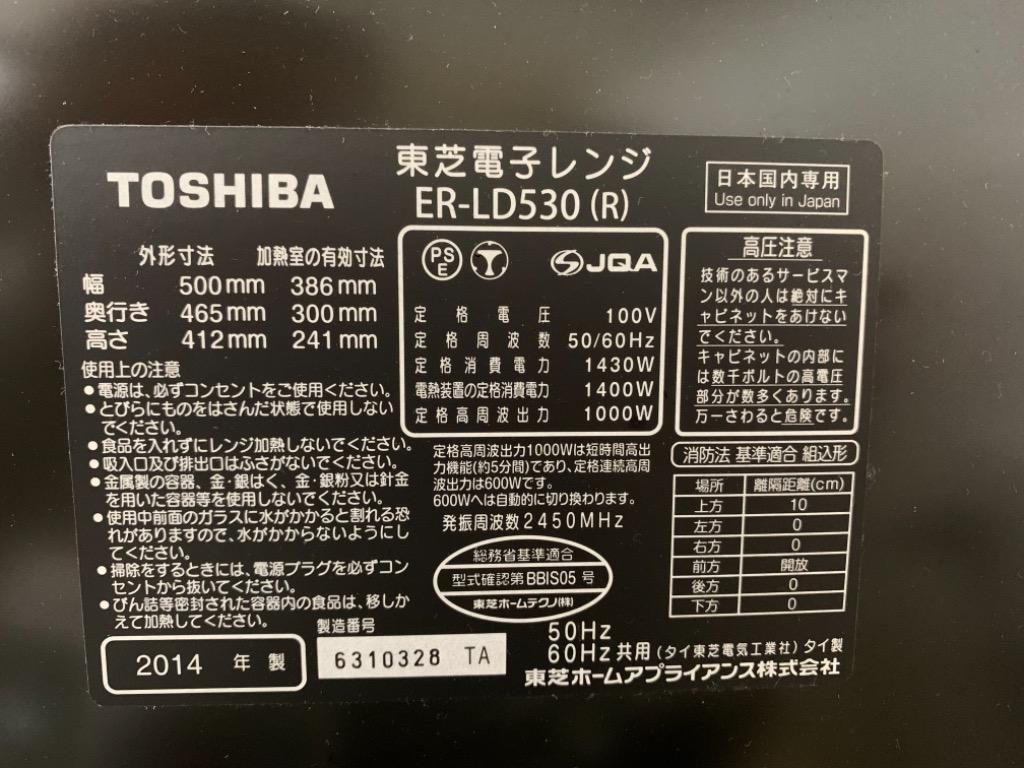 TOSHIBA
東芝電子レンジ
ER-LD530 (R)
日本国内専用
Use only in Japan
外形寸法 加熱室の有効寸法
幅 500mm 386mm
奥行き 465mm 300mm
高さ 412mm 241mm
使用上の注意
●電源は、必ずコンセントをご使用ください。
●とびらにものをはさんだ状態で使用しない
でください。
●食品を入れずにレンジ加熱しないでください。
●吸入口及び排出口はふさがないでください。
●金属製の容器、金・銀はく、金・銀粉又は針金
を用いた容器等を使用しないでください。
●使用中前面のガラスに水がかかると割れる恐
れがありますので、水がかからないようにし
てください。
●掃除をするときには、電源プラグを必ずコン
セントから抜いてください。
●びん詰等密封された容器内の食品は、移しか
えて加熱してください。
PS
E
JQA
定格電圧 100V
定格周波数 50/60Hz
定格消費電力 1430W
電熱装置の定格消費電力 1400W
定格高周波出力 1000W
定格高周波出力1000Wは短時間高出
力機能(約5分間)であり、定格連続高周
波出力は600Wです。
600Wへは自動的に切り換わります。
発振周波数2450MHz
総務省基準適合
型式確認第BBIS05号
東芝ホームテクノ(株)
高圧注意
技術のあるサービスマ
ン以外の人は絶対にキ
ャビネットをあけない
でください。
キャビネットの内部に
は数千ボルトの高電圧
部分が数多くあります。
万一さわると危険です。
消防法 基準適合 組込形
場所 離隔距離(cm)
上方 10
左方 0
右方 0
前方 開放
後方 0
下方 0
2014 年 製
製造番号
6310328 TA
50Hz
60Hz共用(タイ東芝電気工業社)タイ製
東芝ホームアプライアンス株式会社